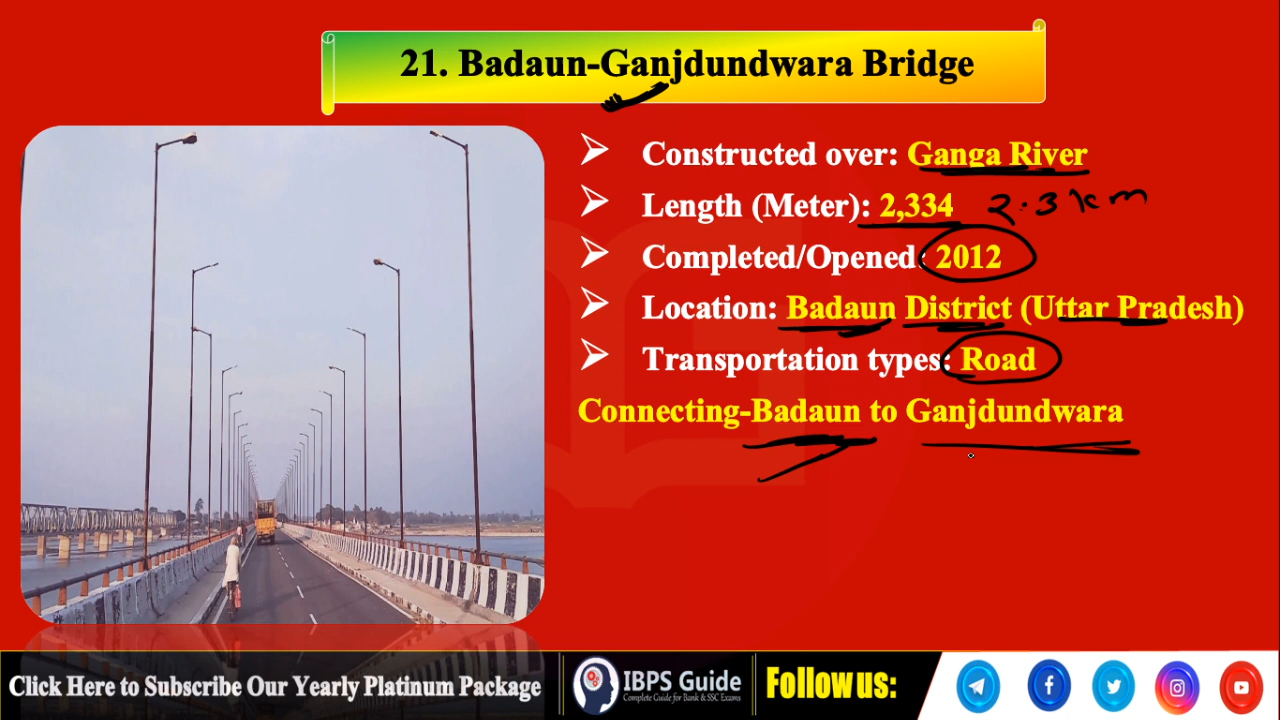 21. Badaun-Ganjdundwara Bridge
Constructed over: Ganga River
Length (Meter): 2,334 2.3 km
Completed/Opened: 2012
Location: Badaun District (Uttar Pradesh)
Transportation types: Road
Connecting-Badaun to Ganjdundwara
Click Here to Subscribe Our Yearly Platinum Package
IBPS Guide
Complete Guide for Bank & SSC Exams
Follow us: